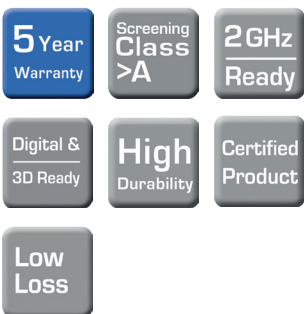 5 Year
Warranty
Screening
Class
>A
2 GHz
Ready
Digital &
3D Ready
High
Durability
Certified
Product
Low
Loss